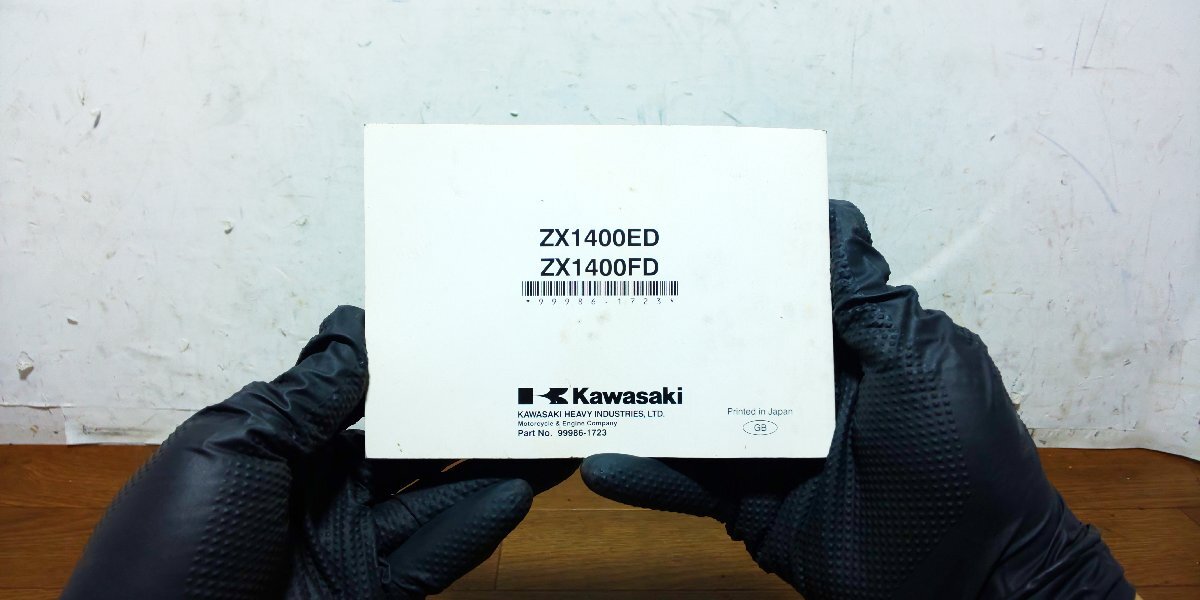 ZX1400ED
ZX1400FD
*99986-1723*
Kawasaki
KAWASAKI HEAVY INDUSTRIES, LTD.
Motorcycle & Engine Company
Part No. 99986-1723
Printed in Japan
GB